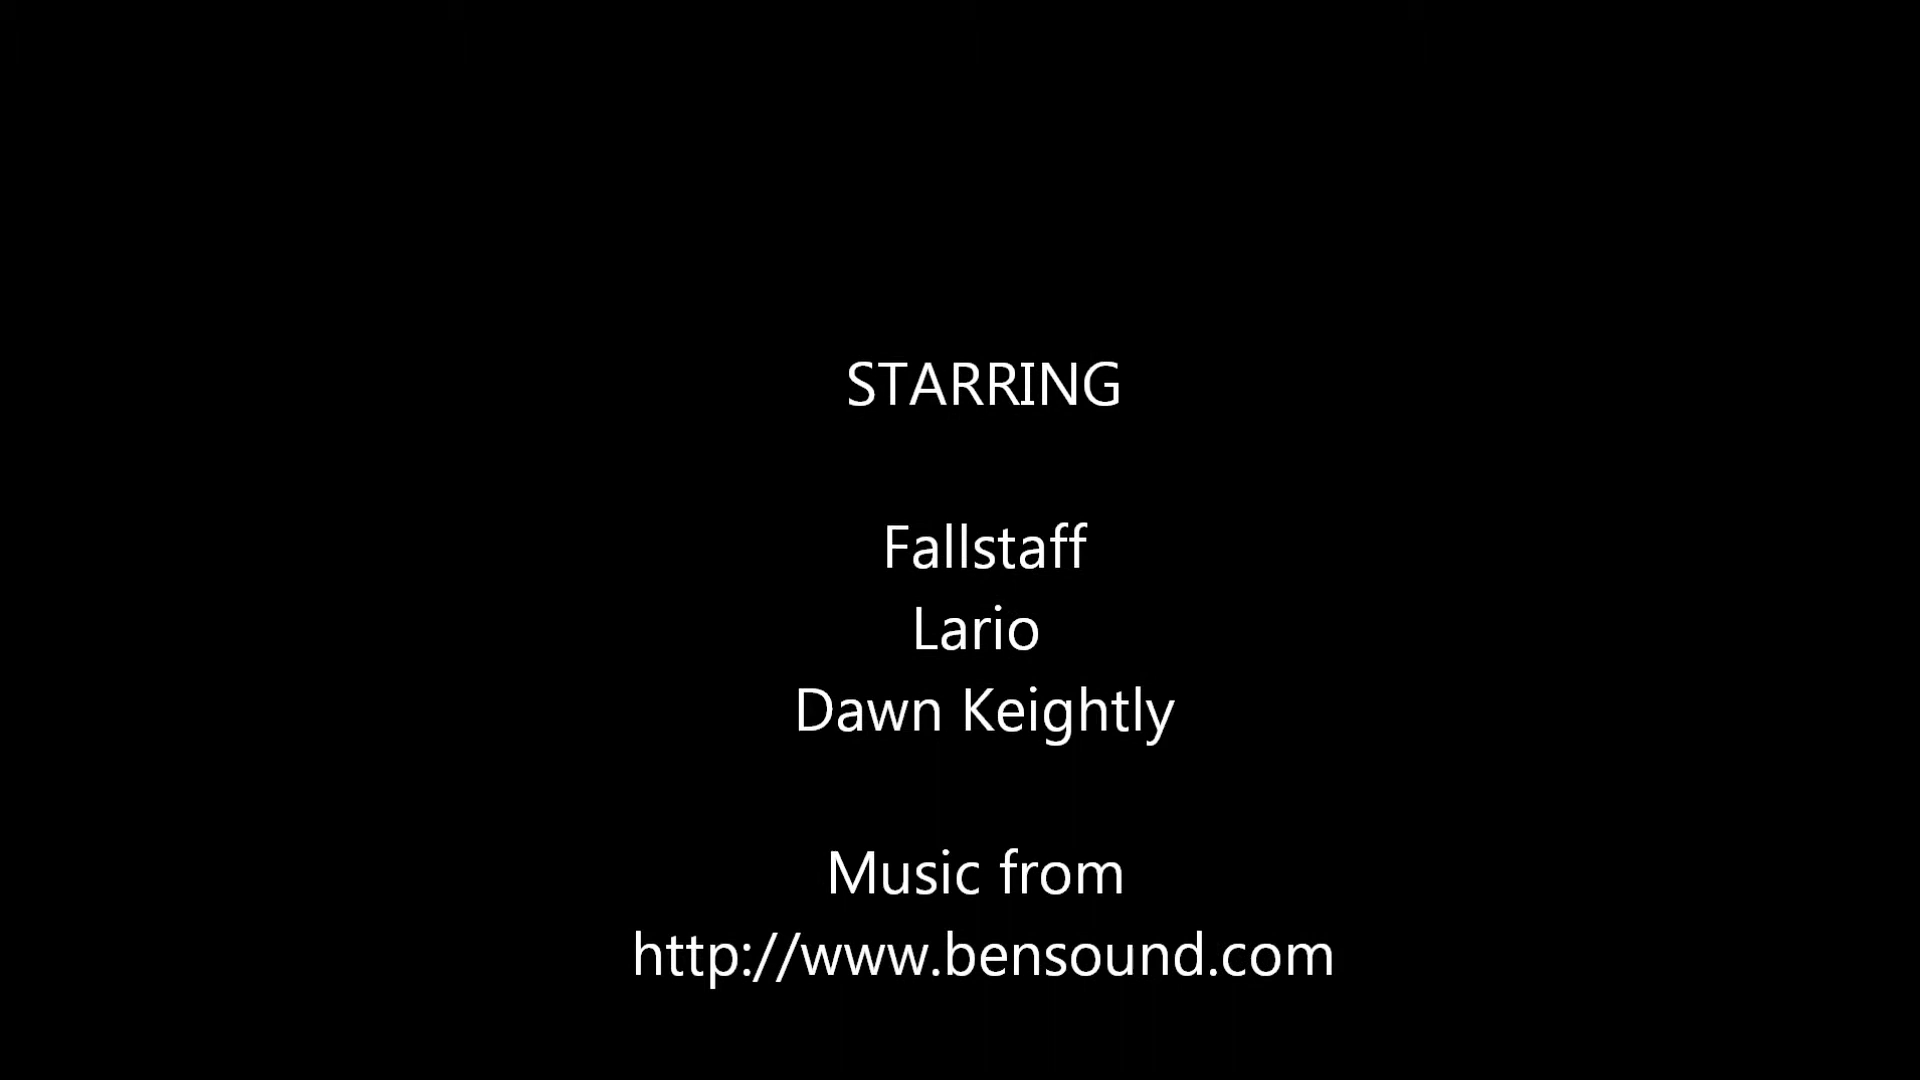 STARRING
Fallstaff
Lario
Dawn Keightly
Music from
http://www.bensound.com